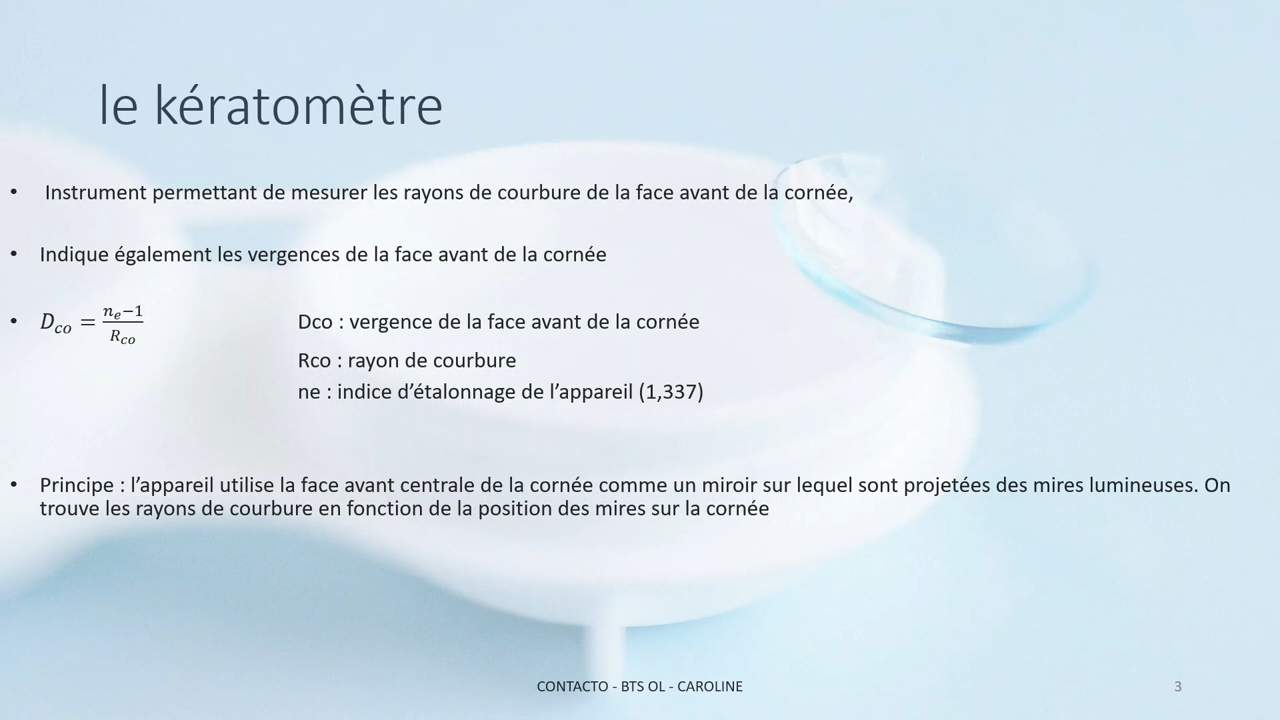 le kératomètre
• Instrument permettant de mesurer les rayons de courbure de la face avant de la cornée,
• Indique également les vergences de la face avant de la cornée
• D_co = (n_e−1)/R_co Dco : vergence de la face avant de la cornée
Rco : rayon de courbure
ne : indice d’étalonnage de l’appareil (1,337)
• Principe : l’appareil utilise la face avant centrale de la cornée comme un miroir sur lequel sont projetées des mires lumineuses. On
trouve les rayons de courbure en fonction de la position des mires sur la cornée
CONTACTO - BTS OL - CAROLINE 3